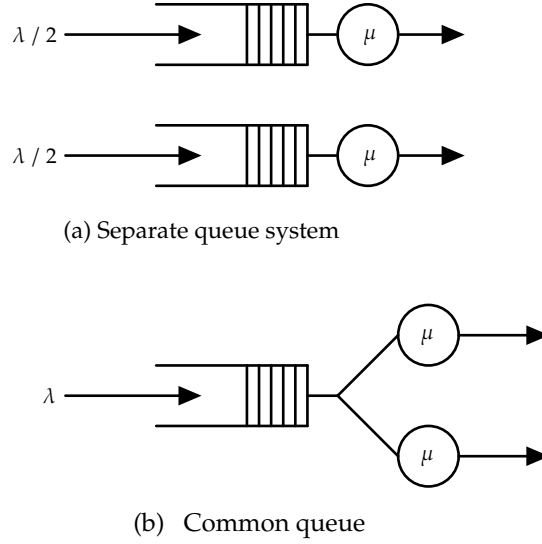 λ / 2
μ
λ / 2
μ
(a) Separate queue system
μ
λ
μ
(b) Common queue